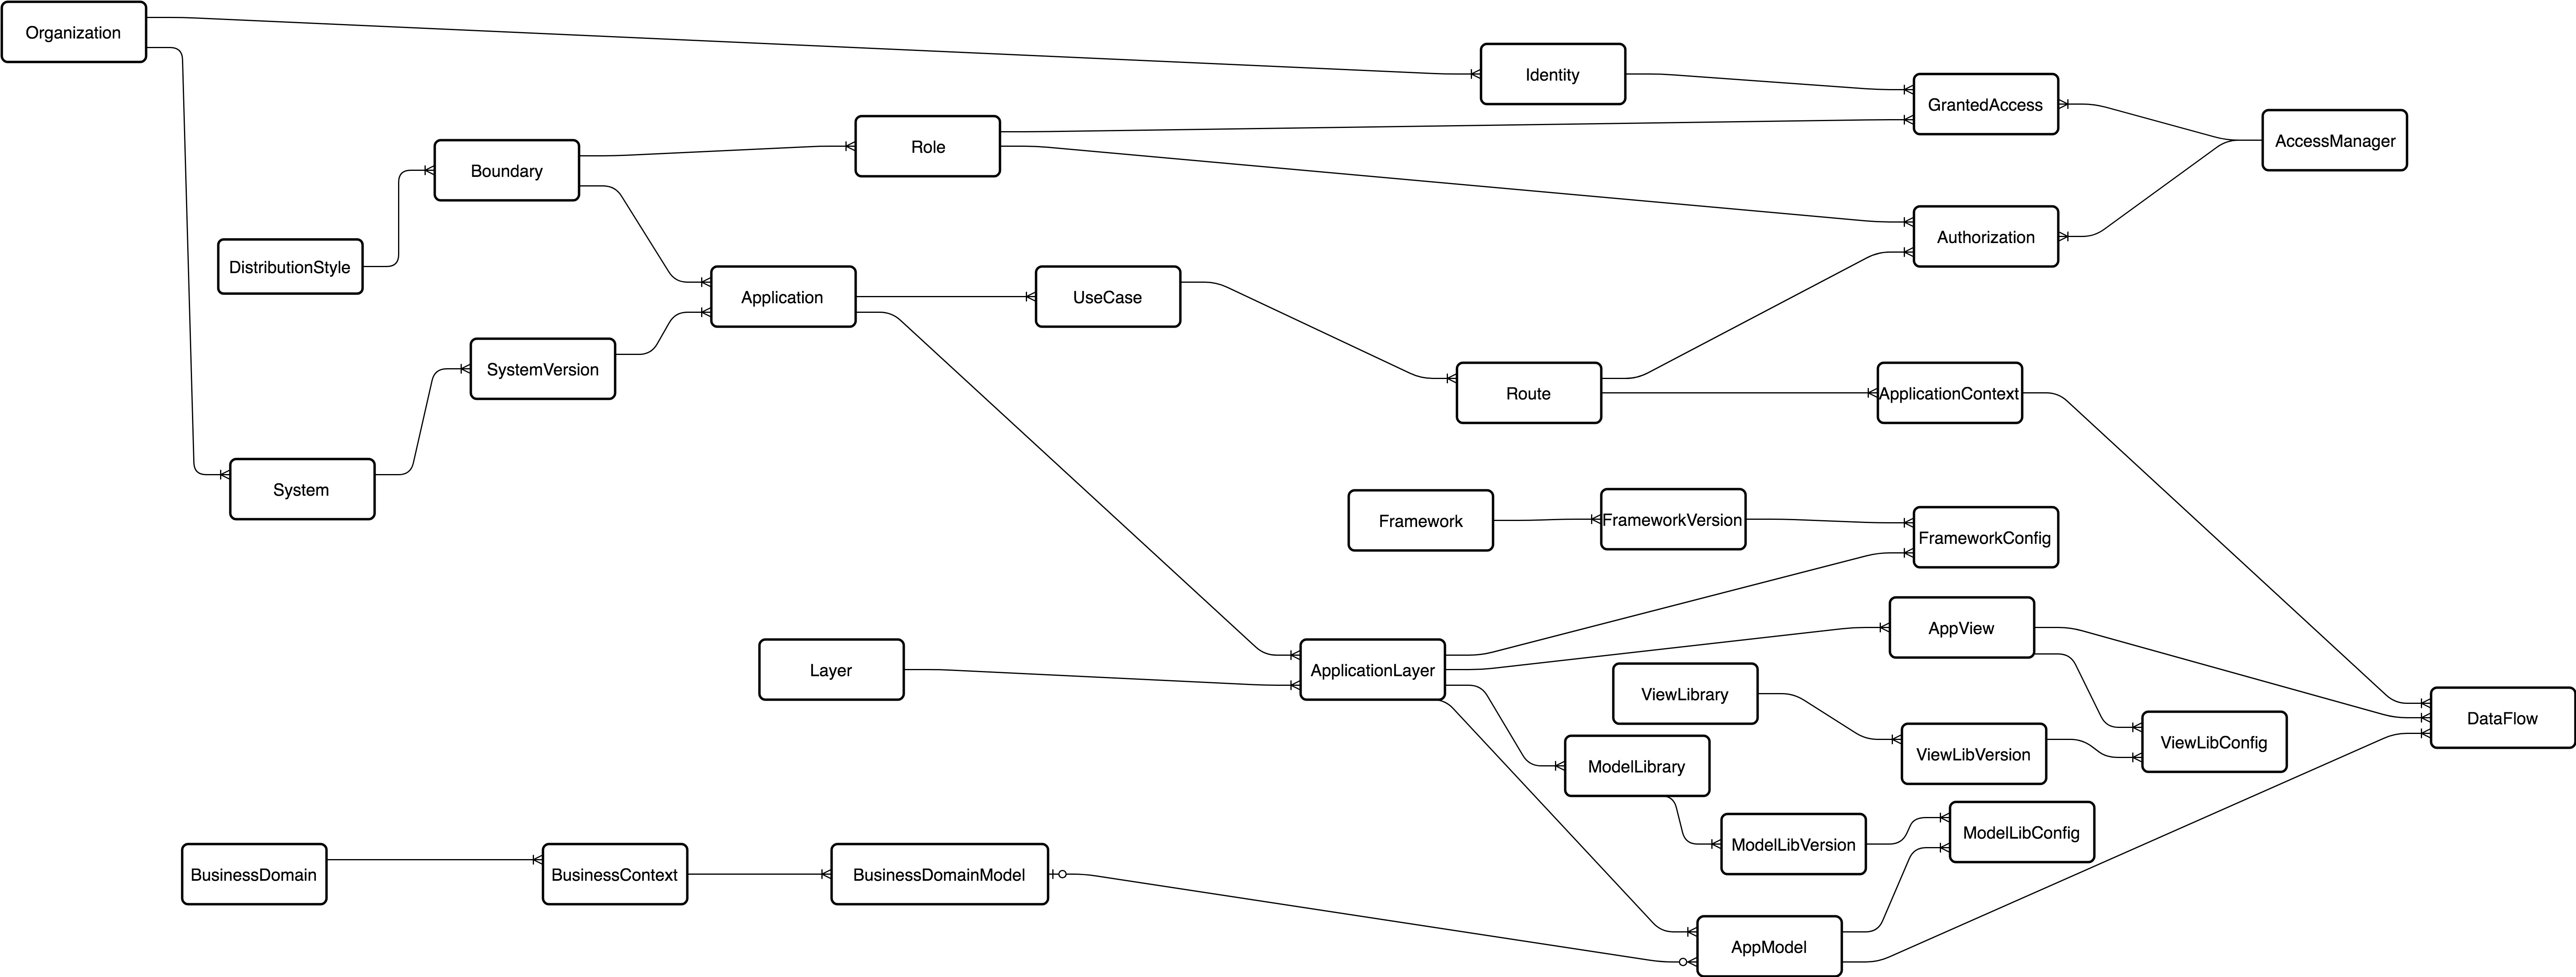 Organization
Identity
GrantedAccess
AccessManager
Role
Boundary
Authorization
DistributionStyle
Application
UseCase
SystemVersion
Route
ApplicationContext
System
Framework
FrameworkVersion
FrameworkConfig
AppView
Layer
ApplicationLayer
ViewLibrary
DataFlow
ViewLibVersion
ViewLibConfig
ModelLibrary
ModelLibVersion
ModelLibConfig
BusinessDomain
BusinessContext
BusinessDomainModel
AppModel